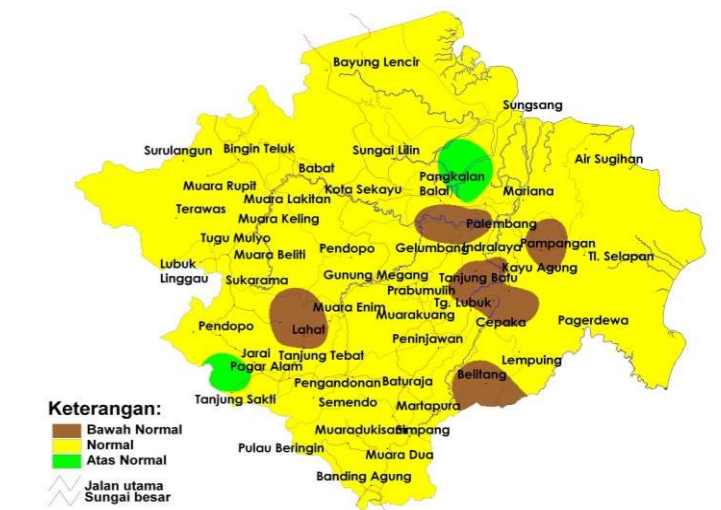 Bayung Lencir
Sungsang
Surulangun
Bingin Teluk
Sungai Lilin
Babat
Air Sugihan
Pangkalan
Balai
Muara Rupit
Kota Sekayu
Mariana
Muara Lakitan
Terawas
Muara Keling
Palembang
Tugu Mulyo
Pendopo
Gelumbang
Indralaya
Pampangan
Muara Beliti
Tl. Selapan
Lubuk
Linggau
Sukarama
Gunung Megang
Tanjung Batu
Kayu Agung
Prabumulih
Tg. Lubuk
Muara Enim
Muarakuang
Cepaka
Pagerdewa
Pendopo
Lahat
Peninjawan
Jarai
Tanjung Tebat
Lempuing
Pagar Alam
Pengandonan
Baturaja
Belitang
Tanjung Sakti
Semendo
Martapura
Muaradukisam
Simpang
Pulau Beringin
Muara Dua
Banding Agung
Keterangan:
Bawah Normal
Normal
Atas Normal
Jalan utama
Sungai besar